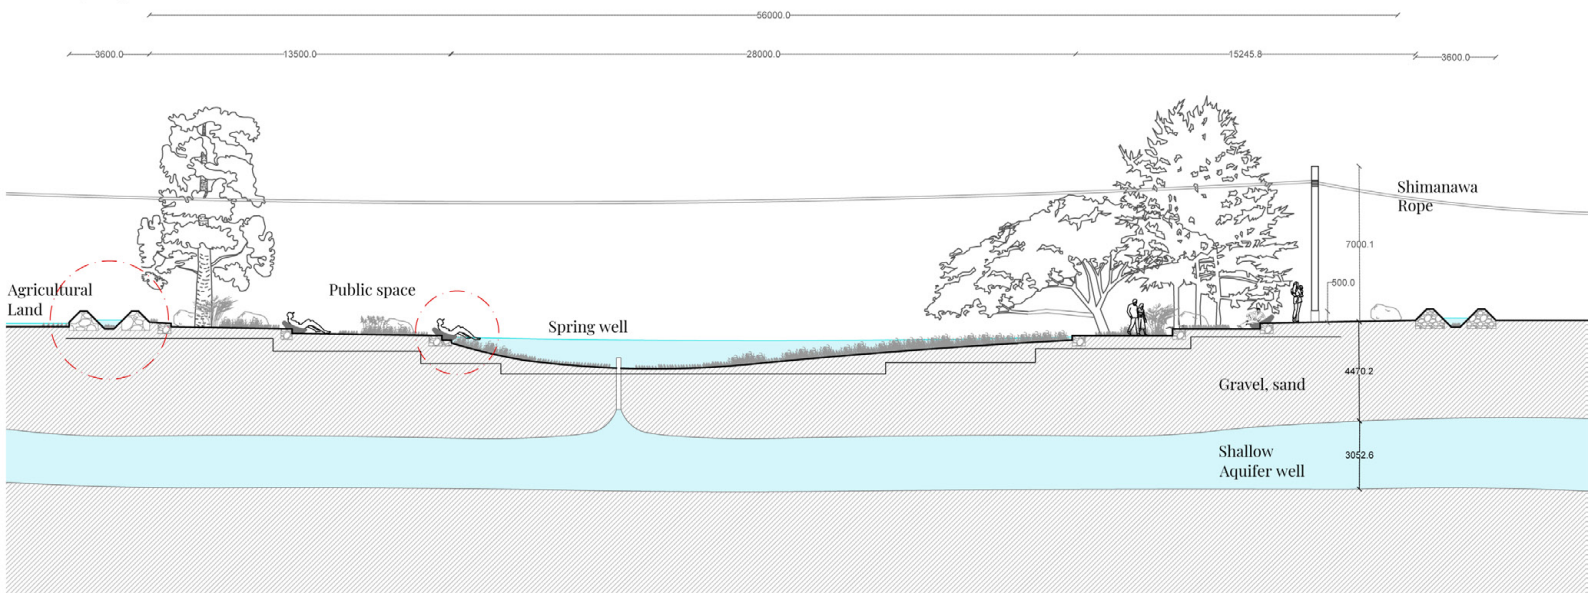 56000.0
3600.0
13500.0
28000.0
15245.8
3600.0
Shimanawa
Rope
7000.1
500.0
Agricultural
Land
Public space
Spring well
4470.2
Gravel, sand
Shallow
Aquifer well
3052.6